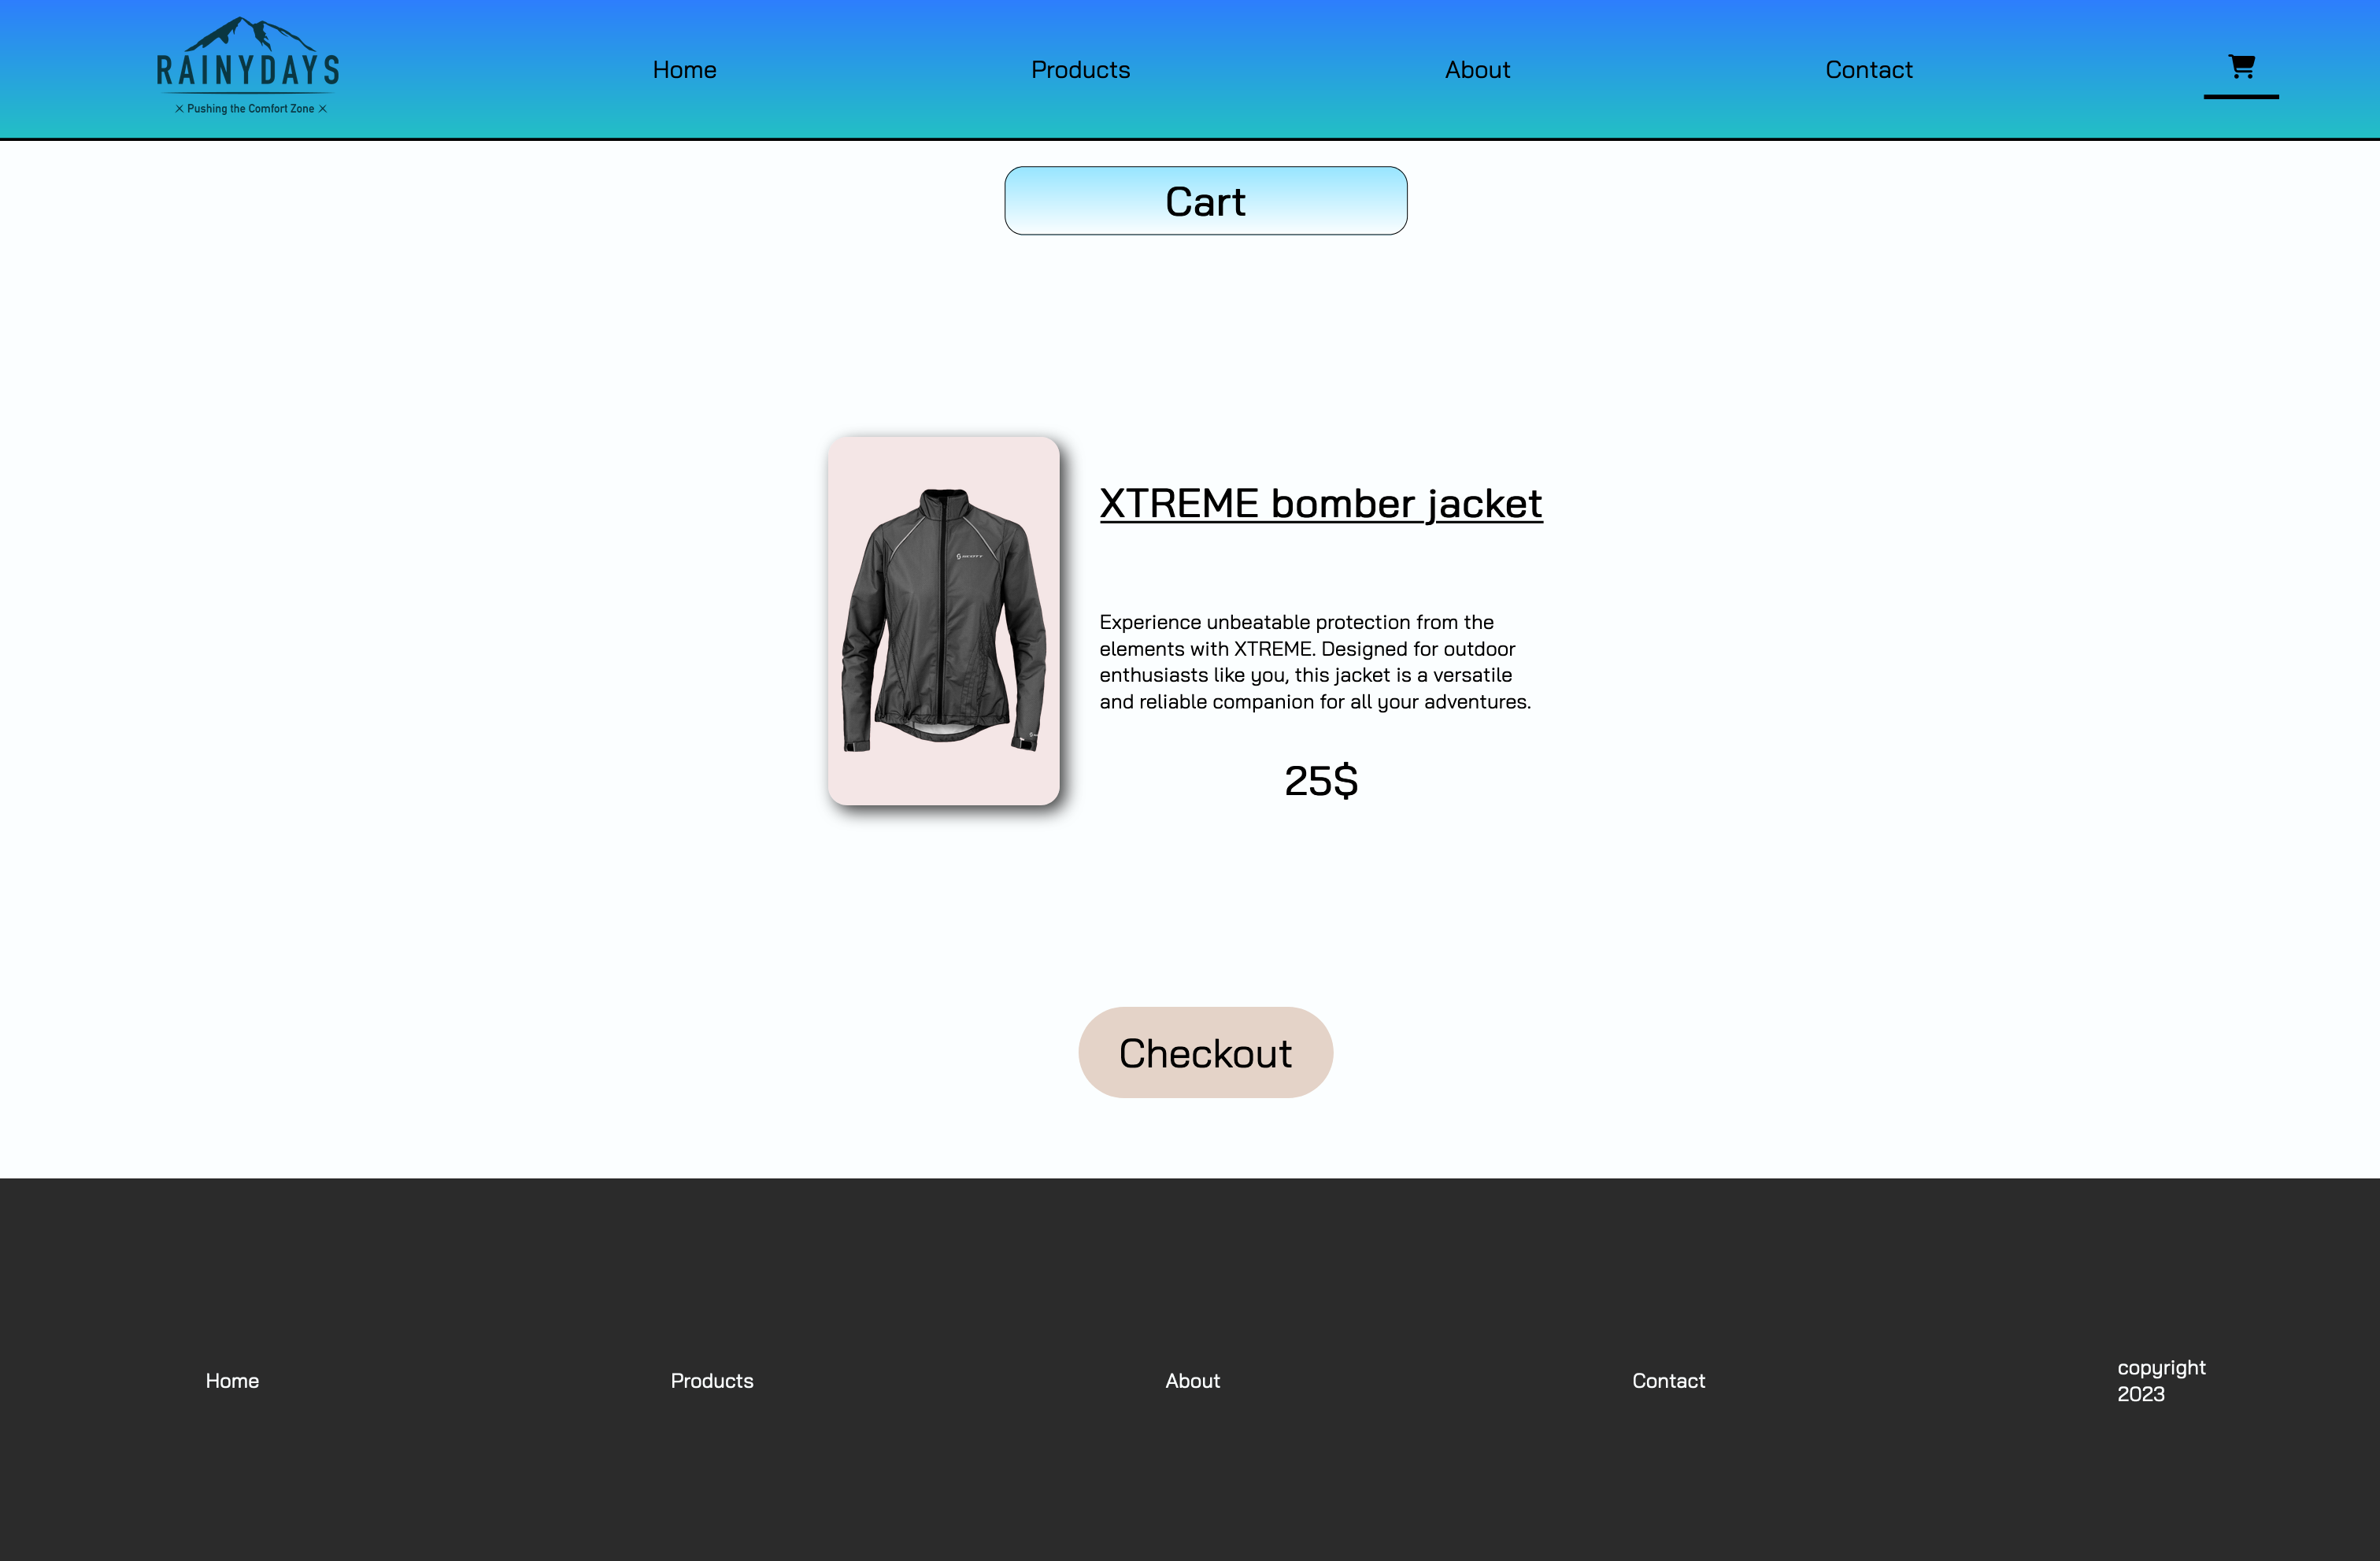 RAINYDAYS
× Pushing the Comfort Zone ×
Home
Products
About
Contact
Cart
XTREME bomber jacket
Experience unbeatable protection from the
elements with XTREME. Designed for outdoor
enthusiasts like you, this jacket is a versatile
and reliable companion for all your adventures.
25$
Checkout
Home
Products
About
Contact
copyright
2023